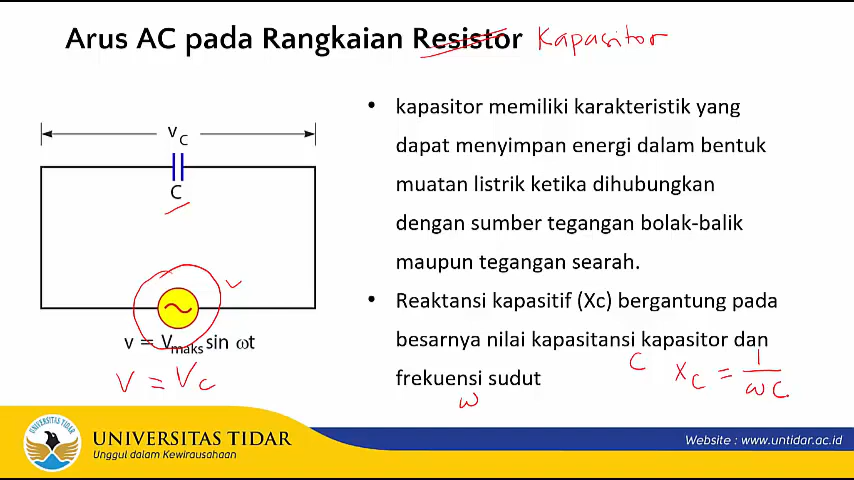 Arus AC pada Rangkaian Resistor Kapasitor
v_C
C
v = V_maks sin ωt
V = V_C
• kapasitor memiliki karakteristik yang
dapat menyimpan energi dalam bentuk
muatan listrik ketika dihubungkan
dengan sumber tegangan bolak-balik
maupun tegangan searah.
• Reaktansi kapasitif (Xc) bergantung pada
besarnya nilai kapasitansi kapasitor dan
C
frekuensi sudut
ω
X_C = 1/ωC
UNIVERSITAS TIDAR
UNIVERSITAS TIDAR
Unggul dalam Kewirausahaan
Website : www.untidar.ac.id